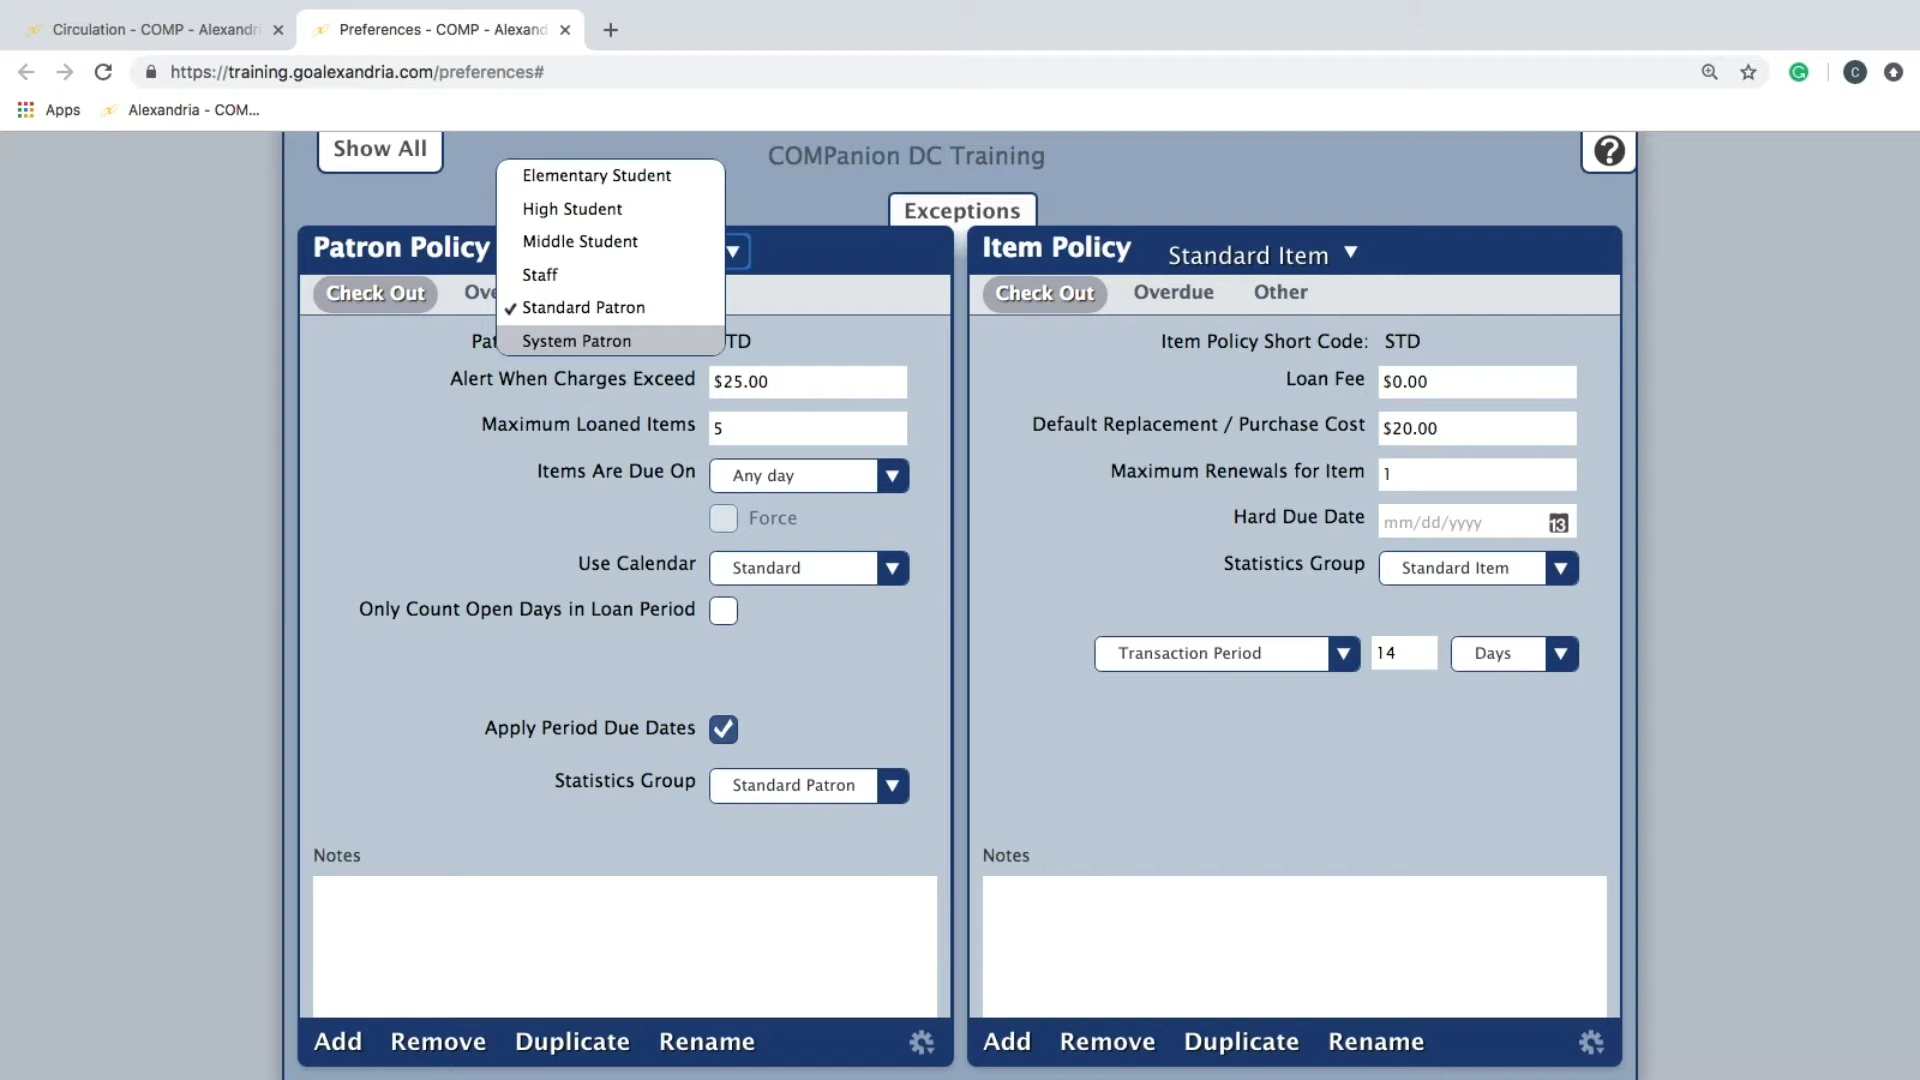 Circulation - COMP - Alexandri
Preferences - COMP - Alexand
https://training.goalexandria.com/preferences#
C
Apps
Alexandria - COM...
Show All
COMPanion DC Training
?
Exceptions
Elementary Student
High Student
Middle Student
Staff
✓ Standard Patron
System Patron
Patron Policy
Check Out
Ove
Pat
TD
Alert When Charges Exceed $25.00
Maximum Loaned Items 5
Items Are Due On Any day
Force
Use Calendar Standard
Only Count Open Days in Loan Period
Apply Period Due Dates
Statistics Group Standard Patron
Notes
Add Remove Duplicate Rename
Item Policy Standard Item
Check Out Overdue Other
Item Policy Short Code: STD
Loan Fee $0.00
Default Replacement / Purchase Cost $20.00
Maximum Renewals for Item 1
Hard Due Date mm/dd/yyyy 13
Statistics Group Standard Item
Transaction Period 14 Days
Notes
Add Remove Duplicate Rename